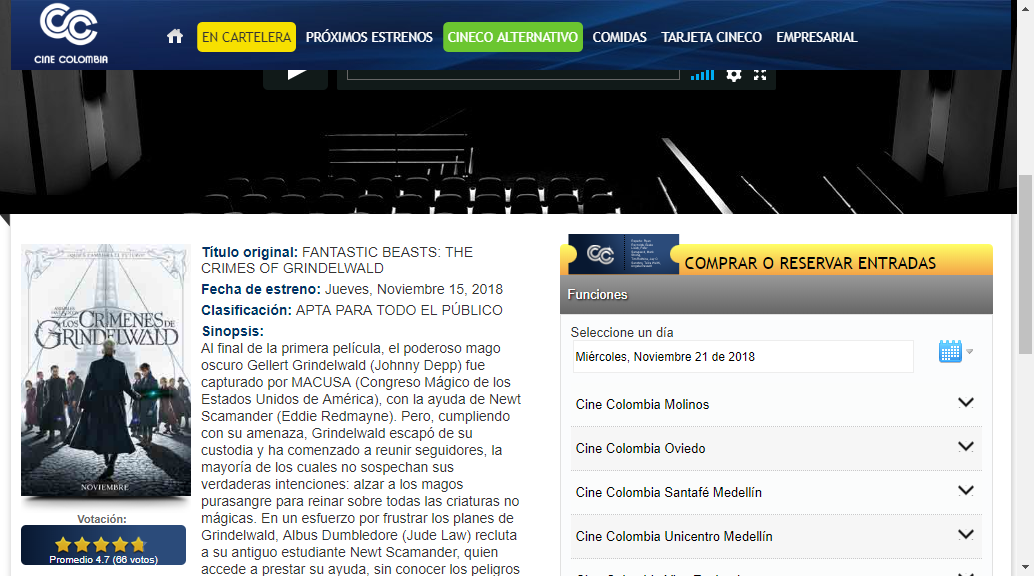 CINE COLOMBIA
EN CARTELERA
PRÓXIMOS ESTRENOS
CINECO ALTERNATIVO
COMIDAS
TARJETA CINECO
EMPRESARIAL
LOS CRÍMENES DE
GRINDELWALD
NOVIEMBRE
Votación:
Promedio 4.7 (66 votos)
Título original: FANTASTIC BEASTS: THE
CRIMES OF GRINDELWALD
Fecha de estreno: Jueves, Noviembre 15, 2018
Clasificación: APTA PARA TODO EL PÚBLICO
Sinopsis:
Al final de la primera película, el poderoso mago
oscuro Gellert Grindelwald (Johnny Depp) fue
capturado por MACUSA (Congreso Mágico de los
Estados Unidos de América), con la ayuda de Newt
Scamander (Eddie Redmayne). Pero, cumpliendo
con su amenaza, Grindelwald escapó de su
custodia y ha comenzado a reunir seguidores, la
mayoría de los cuales no sospechan sus
verdaderas intenciones: alzar a los magos
purasangre para reinar sobre todas las criaturas no
mágicas. En un esfuerzo por frustrar los planes de
Grindelwald, Albus Dumbledore (Jude Law) recluta
a su antiguo estudiante Newt Scamander, quien
accede a prestar su ayuda, sin conocer los peligros
COMPRAR O RESERVAR ENTRADAS
Funciones
Seleccione un día
Miércoles, Noviembre 21 de 2018
Cine Colombia Molinos
Cine Colombia Oviedo
Cine Colombia Santafé Medellín
Cine Colombia Unicentro Medellín